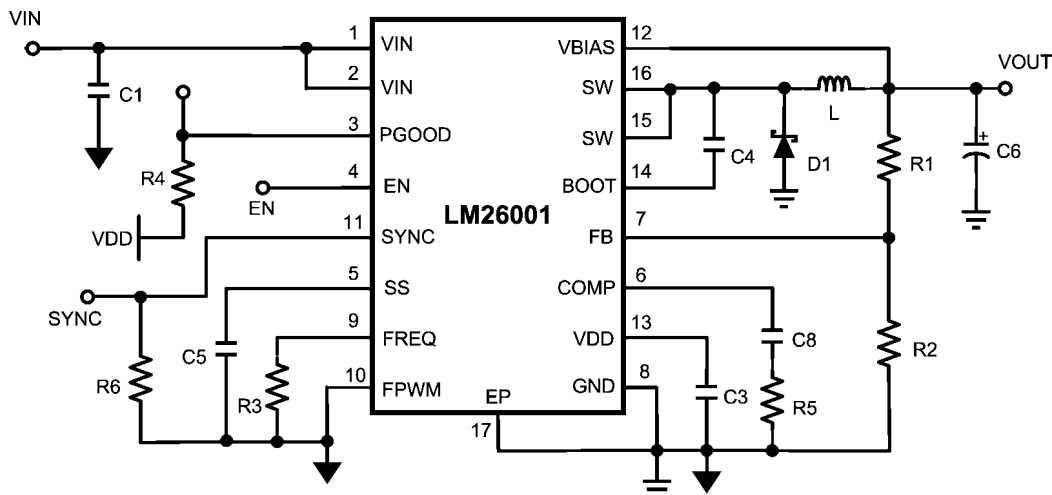 VIN
1
VIN
2
VIN
C1
3
PGOOD
R4
4
EN
EN
VDD
11
SYNC
SYNC
5
SS
C5
9
FREQ
R6
R3
10
FPWM
LM26001
EP
17
12
VBIAS
16
SW
15
SW
14
BOOT
7
FB
6
COMP
13
VDD
8
GND
VOUT
L
C4
D1
R1
C6
+
C8
R2
C3
R5